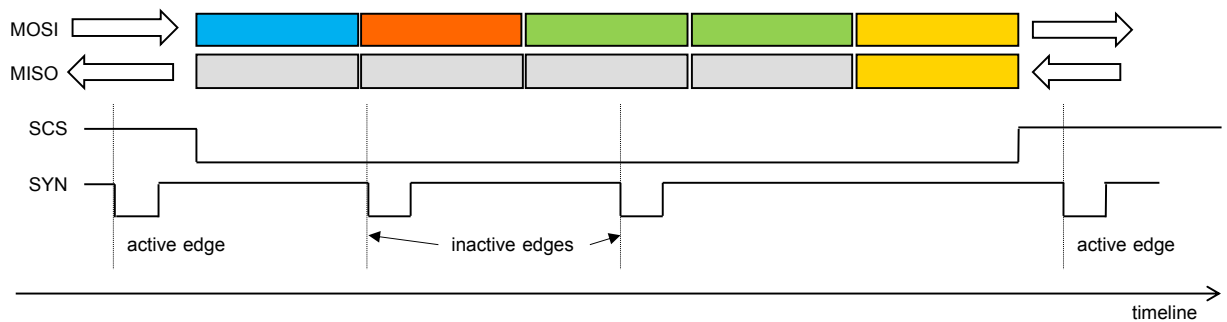 MOSI
MISO
SCS
SYN
active edge
inactive edges
active edge
timeline